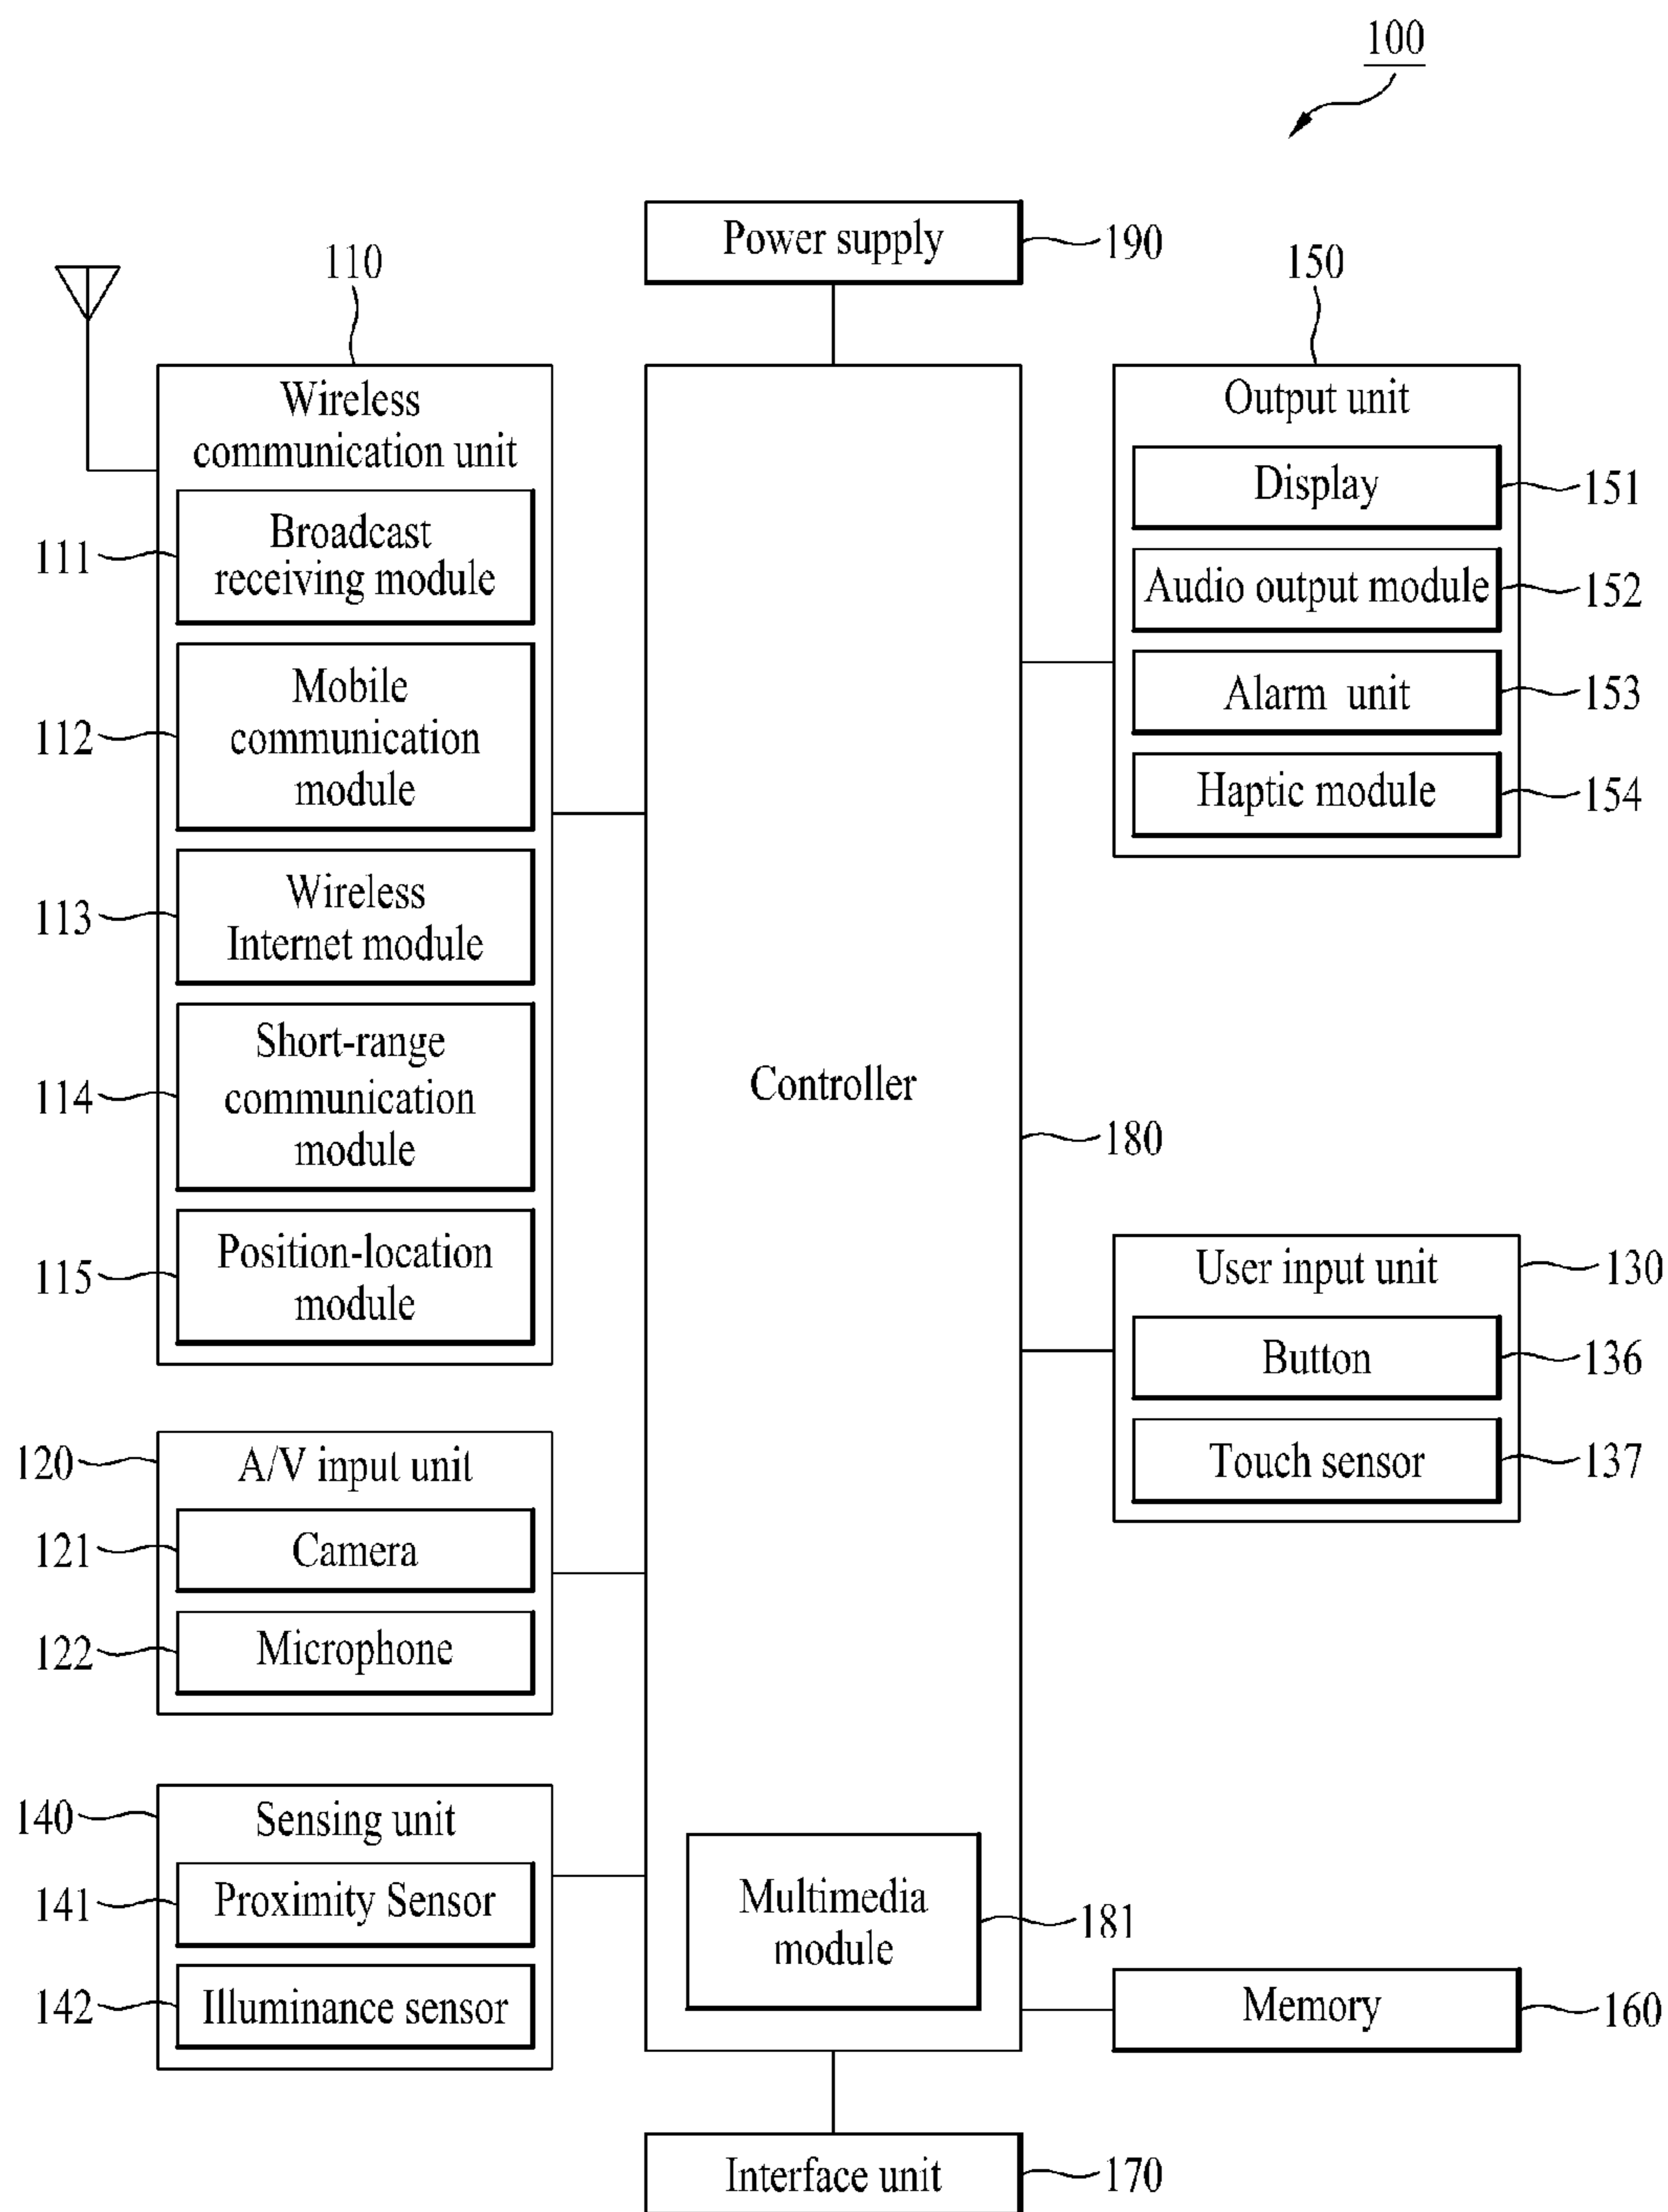 100
Power supply
190
110
Wireless
communication unit
111
Broadcast
receiving module
112
Mobile
communication
module
113
Wireless
Internet module
114
Short-range
communication
module
115
Position-location
module
120
A/V input unit
121
Camera
122
Microphone
140
Sensing unit
141
Proximity Sensor
142
Illuminance sensor
Controller
180
Multimedia
module
181
150
Output unit
Display
151
Audio output module
152
Alarm unit
153
Haptic module
154
User input unit
130
Button
136
Touch sensor
137
Memory
160
Interface unit
170